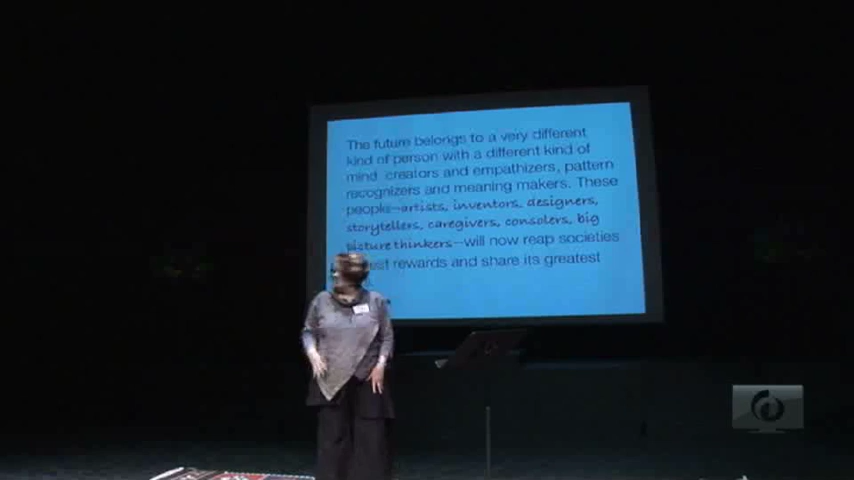 The future belongs to a very different
kind of person with a different kind of
mind creators and empathizers, pattern
recognizers and meaning makers. These
people—artists, inventors, designers,
storytellers, caregivers, consolers, big
picture thinkers—will now reap societies
rewards and share its greatest